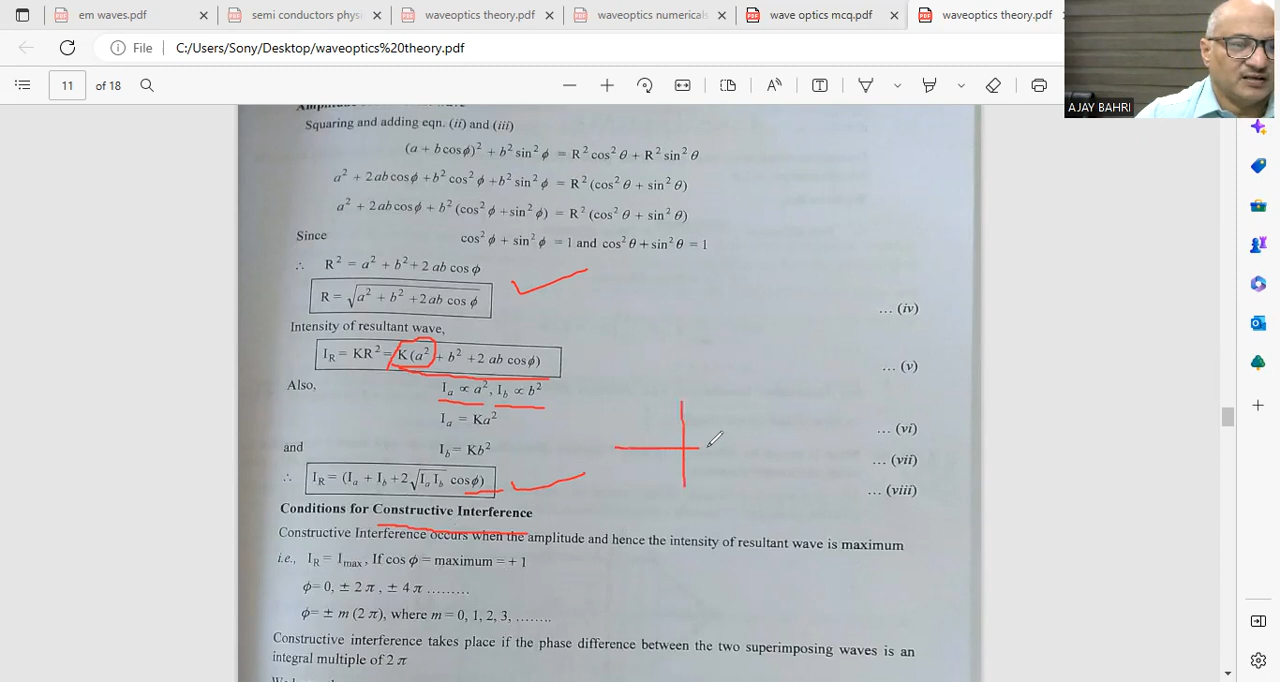 em waves.pdf
semi conductors phys
waveoptics theory.pdf
waveoptics numericals
wave optics mcq.pdf
waveoptics theory.pdf
File
C:/Users/Sony/Desktop/waveoptics%20theory.pdf
11 of 18
AJAY BAHRI
Squaring and adding eqn. (ii) and (iii)
(a + b cos ϕ)² + b² sin² ϕ = R² cos² θ + R² sin² θ
a² + 2ab cos ϕ + b² cos² ϕ + b² sin² ϕ = R² (cos² θ + sin² θ)
a² + 2ab cos ϕ + b² (cos² ϕ + sin² ϕ) = R² (cos² θ + sin² θ)
Since cos² ϕ + sin² ϕ = 1 and cos² θ + sin² θ = 1
∴ R² = a² + b² + 2 ab cos ϕ
R = √(a² + b² + 2ab cos ϕ) ... (iv)
Intensity of resultant wave,
I_R = KR² = K(a² + b² + 2 ab cos ϕ) ... (v)
Also, I_a ∝ a², I_b ∝ b²
I_a = Ka² ... (vi)
and I_b = Kb² ... (vii)
∴ I_R = (I_a + I_b + 2√(I_a I_b) cos ϕ) ... (viii)
Conditions for Constructive Interference
Constructive Interference occurs when the amplitude and hence the intensity of resultant wave is maximum
i.e., I_R = I_max, If cos ϕ = maximum = + 1
ϕ = 0, ± 2 π , ± 4 π .........
ϕ = ± m (2 π), where m = 0, 1, 2, 3, ........
Constructive interference takes place if the phase difference between the two superimposing waves is an
integral multiple of 2 π